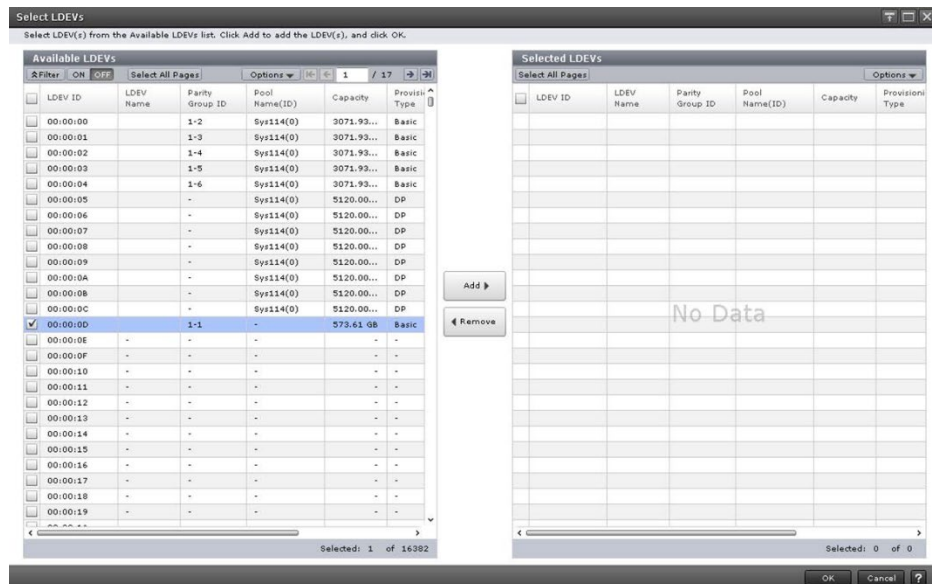 Select LDEVs
Select LDEV(s) from the Available LDEVs list. Click Add to add the LDEV(s), and click OK.
Available LDEVs
Filter ON OFF Select All Pages Options 1 / 17
LDEV ID LDEV Name Parity Group ID Pool Name(ID) Capacity Provisi Type
00:00:00 1-2 Sys114(0) 3071.93... Basic
00:00:01 1-3 Sys114(0) 3071.93... Basic
00:00:02 1-4 Sys114(0) 3071.93... Basic
00:00:03 1-5 Sys114(0) 3071.93... Basic
00:00:04 1-6 Sys114(0) 3071.93... Basic
00:00:05 - Sys114(0) 5120.00... DP
00:00:06 - Sys114(0) 5120.00... DP
00:00:07 - Sys114(0) 5120.00... DP
00:00:08 - Sys114(0) 5120.00... DP
00:00:09 - Sys114(0) 5120.00... DP
00:00:0A - Sys114(0) 5120.00... DP
00:00:0B - Sys114(0) 5120.00... DP
00:00:0C - Sys114(0) 5120.00... DP
00:00:0D 1-1 - 573.61 GB Basic
00:00:0E - - - - -
00:00:0F - - - - -
00:00:10 - - - - -
00:00:11 - - - - -
00:00:12 - - - - -
00:00:13 - - - - -
00:00:14 - - - - -
00:00:15 - - - - -
00:00:16 - - - - -
00:00:17 - - - - -
00:00:18 - - - - -
00:00:19 - - - - -
Selected: 1 of 16382
Add
Remove
Selected LDEVs
Select All Pages Options
LDEV ID LDEV Name Parity Group ID Pool Name(ID) Capacity Provisioni Type
No Data
Selected: 0 of 0
OK Cancel ?